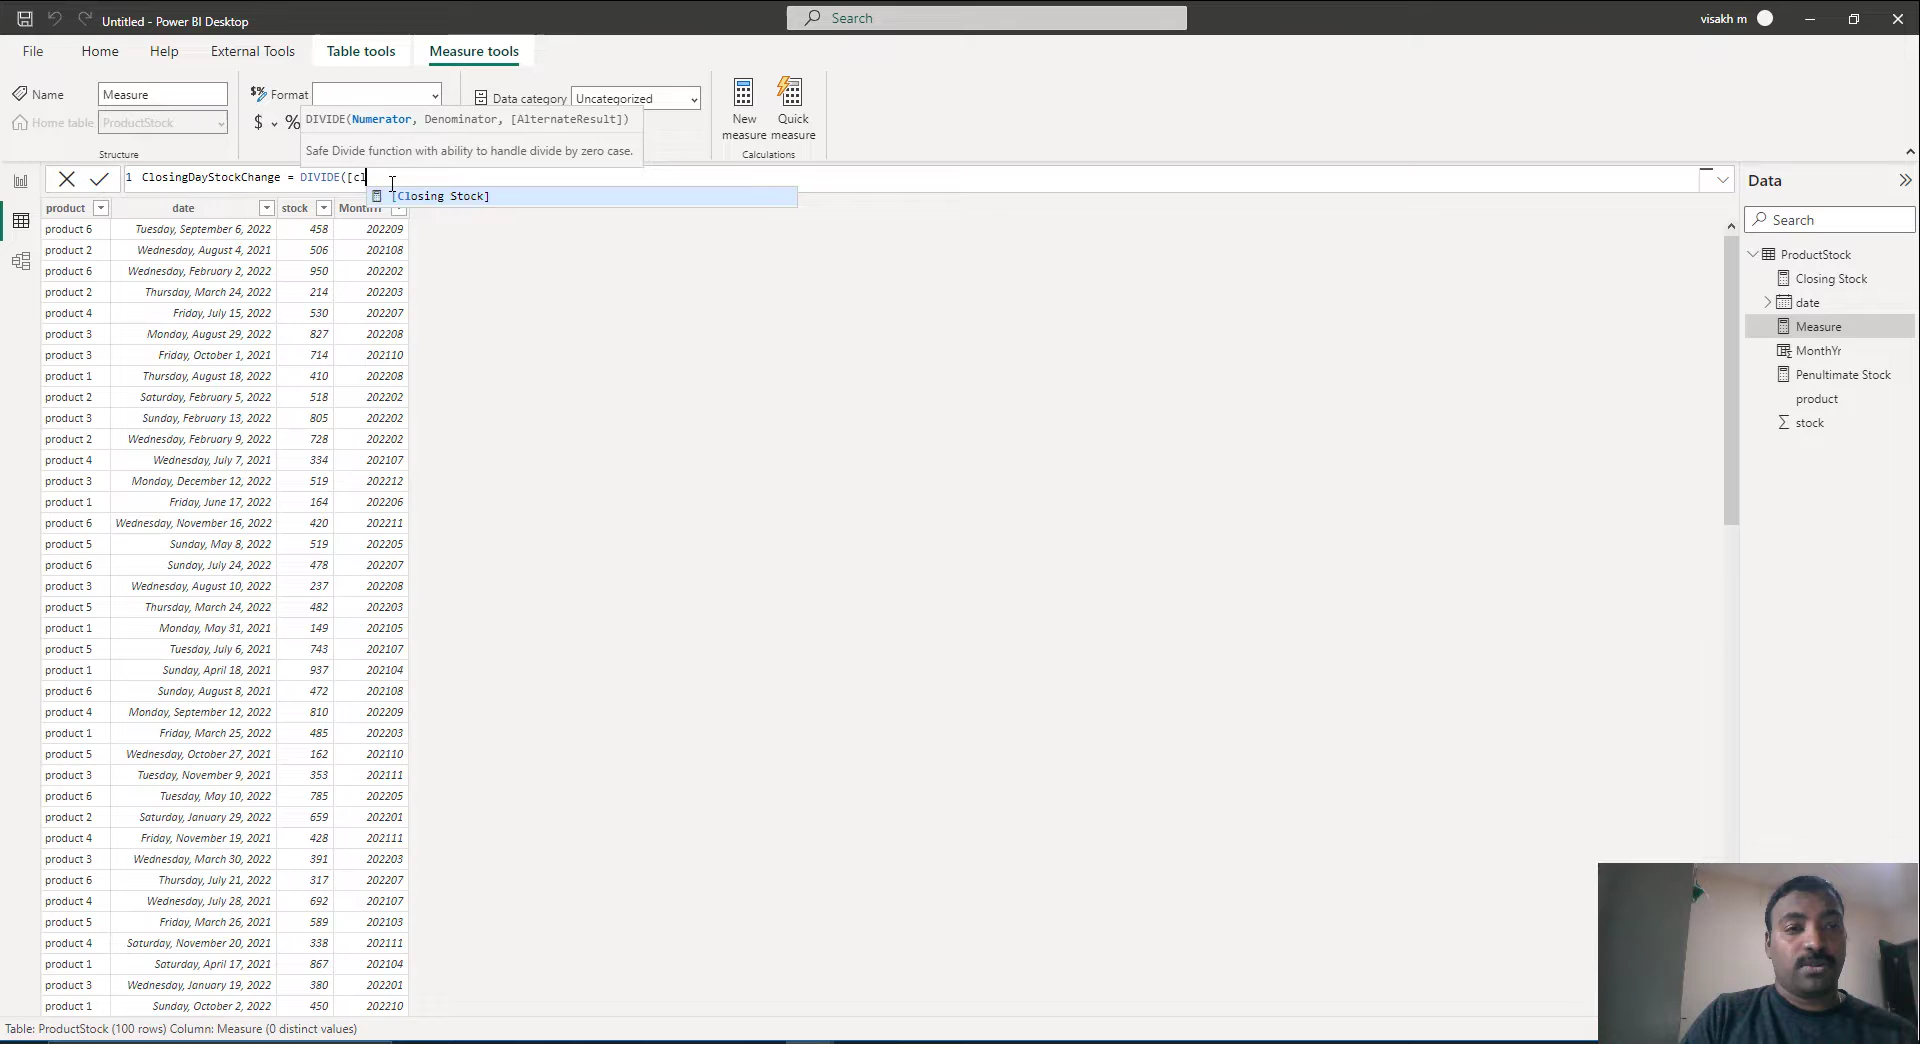 Untitled - Power BI Desktop
Search
visakh m
File
Home
Help
External Tools
Table tools
Measure tools
Name
Measure
$% Format
Data category
Uncategorized
New measure
Quick measure
Home table
ProductStock
$
%
Structure
Calculations
DIVIDE(Numerator, Denominator, [AlternateResult])
Safe Divide function with ability to handle divide by zero case.
1 ClosingDayStockChange = DIVIDE([cl
[Closing Stock]
product date stock MonthY
product 6 Tuesday, September 6, 2022 458 202209
product 2 Wednesday, August 4, 2021 506 202108
product 6 Wednesday, February 2, 2022 950 202202
product 2 Thursday, March 24, 2022 214 202203
product 4 Friday, July 15, 2022 530 202207
product 3 Monday, August 29, 2022 827 202208
product 3 Friday, October 1, 2021 714 202110
product 1 Thursday, August 18, 2022 410 202208
product 2 Saturday, February 5, 2022 518 202202
product 3 Sunday, February 13, 2022 805 202202
product 2 Wednesday, February 9, 2022 728 202202
product 4 Wednesday, July 7, 2021 334 202107
product 3 Monday, December 12, 2022 519 202212
product 1 Friday, June 17, 2022 164 202206
product 6 Wednesday, November 16, 2022 420 202211
product 5 Sunday, May 8, 2022 519 202205
product 6 Sunday, July 24, 2022 478 202207
product 3 Wednesday, August 10, 2022 237 202208
product 5 Thursday, March 24, 2022 482 202203
product 1 Monday, May 31, 2021 149 202105
product 5 Tuesday, July 6, 2021 743 202107
product 1 Sunday, April 18, 2021 937 202104
product 6 Sunday, August 8, 2021 472 202108
product 4 Monday, September 12, 2022 810 202209
product 1 Friday, March 25, 2022 485 202203
product 5 Wednesday, October 27, 2021 162 202110
product 3 Tuesday, November 9, 2021 353 202111
product 6 Tuesday, May 10, 2022 785 202205
product 2 Saturday, January 29, 2022 659 202201
product 4 Friday, November 19, 2021 428 202111
product 3 Wednesday, March 30, 2022 391 202203
product 6 Thursday, July 21, 2022 317 202207
product 4 Wednesday, July 28, 2021 692 202107
product 5 Friday, March 26, 2021 589 202103
product 4 Saturday, November 20, 2021 338 202111
product 1 Saturday, April 17, 2021 867 202104
product 3 Wednesday, January 19, 2022 380 202201
product 1 Sunday, October 2, 2022 450 202210
Table: ProductStock (100 rows) Column: Measure (0 distinct values)
Data
Search
ProductStock
Closing Stock
date
Measure
MonthYr
Penultimate Stock
product
stock